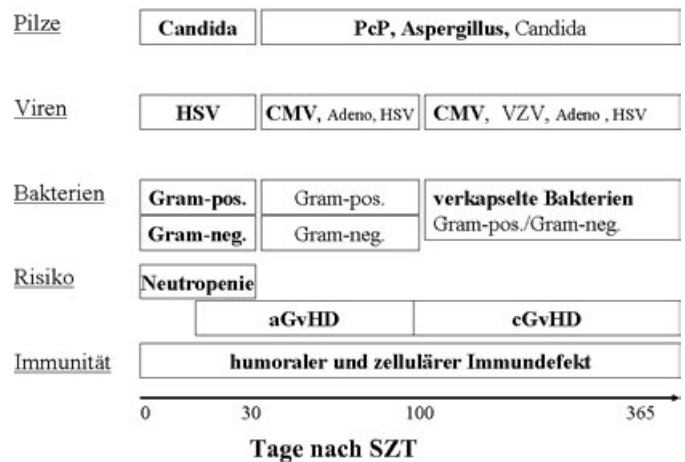 Pilze Candida PcP, Aspergillus, Candida
Viren HSV CMV, Adeno, HSV CMV, VZV, Adeno , HSV
Bakterien Gram-pos. Gram-pos. verkapselte Bakterien
Gram-neg. Gram-neg. Gram-pos./Gram-neg.
Risiko Neutropenie
aGvHD cGvHD
Immunität humoraler und zellulärer Immundefekt
0 30 100 365
Tage nach SZT